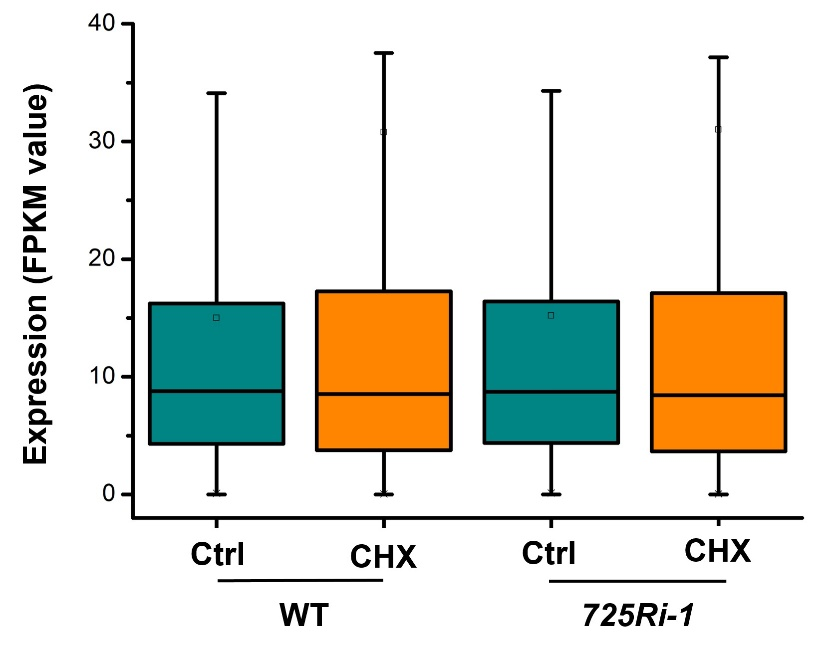 Expression (FPKM value)
40
30
20
10
0
Ctrl CHX Ctrl CHX
WT 725Ri-1